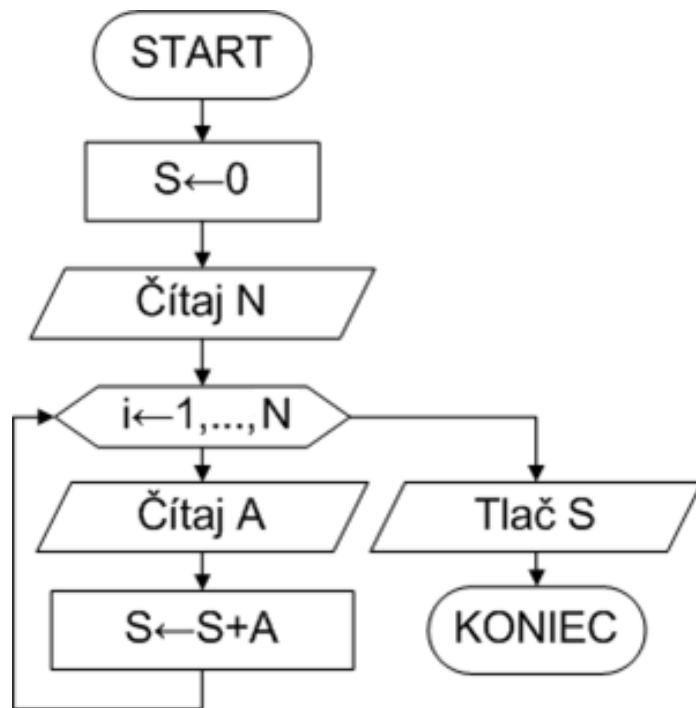 START
S←0
Čítaj N
i←1,...,N
Čítaj A
S←S+A
Tlač S
KONIEC